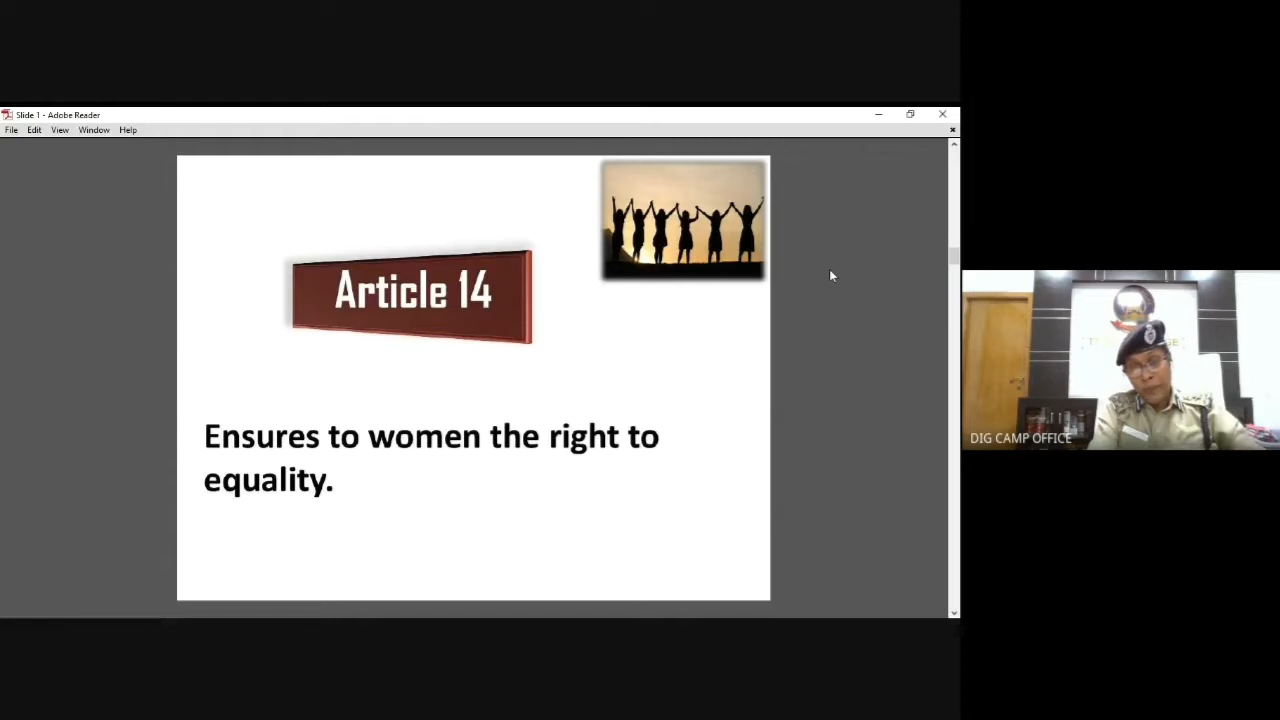 Slide 1 - Adobe Reader
File Edit View Window Help
Article 14
Ensures to women the right to
equality.
DIG CAMP OFFICE